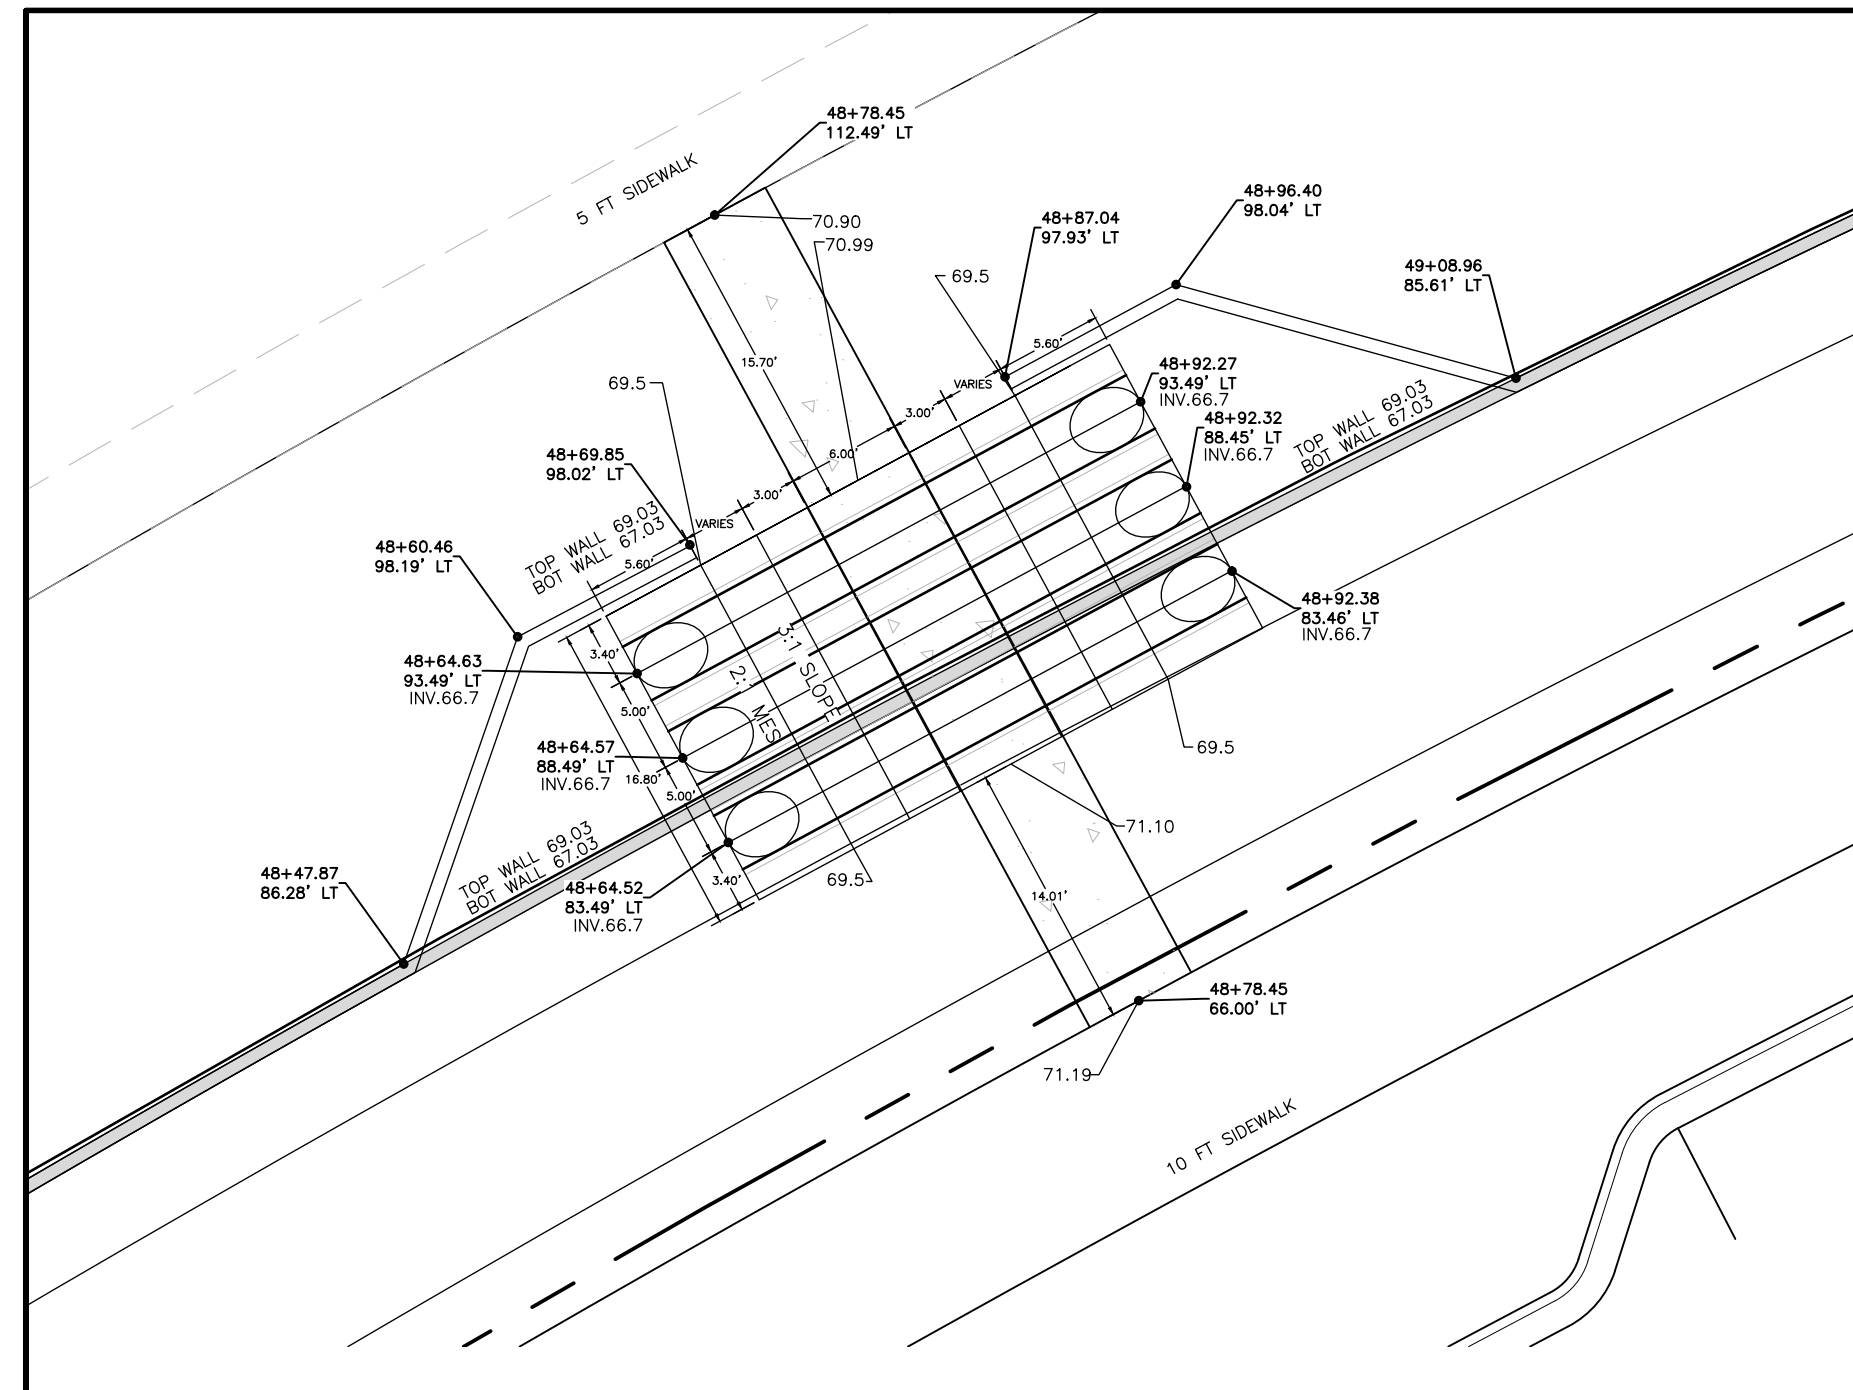 48+78.45
112.49' LT
5 FT SIDEWALK
70.90
70.99
48+96.40
98.04' LT
48+87.04
97.93' LT
69.5
49+08.96
85.61' LT
5.60'
15.70'
VARIES
48+92.27
93.49' LT
INV.66.7
69.5
3.00'
48+92.32
88.45' LT
INV.66.7
TOP WALL 69.03
BOT WALL 67.03
6.00'
48+69.85
98.02' LT
3.00'
VARIES
TOP WALL 69.03
BOT WALL 67.03
48+60.46
98.19' LT
5.60'
48+92.38
83.46' LT
INV.66.7
3.40'
3:1 SLOPE
48+64.63
93.49' LT
INV.66.7
2:1 MES
5.00'
48+64.57
88.49' LT
INV.66.7
69.5
16.80'
5.00'
71.10
TOP WALL 69.03
BOT WALL 67.03
48+47.87
86.28' LT
48+64.52
83.49' LT
INV.66.7
3.40'
69.5
14.01'
48+78.45
66.00' LT
71.19
10 FT SIDEWALK